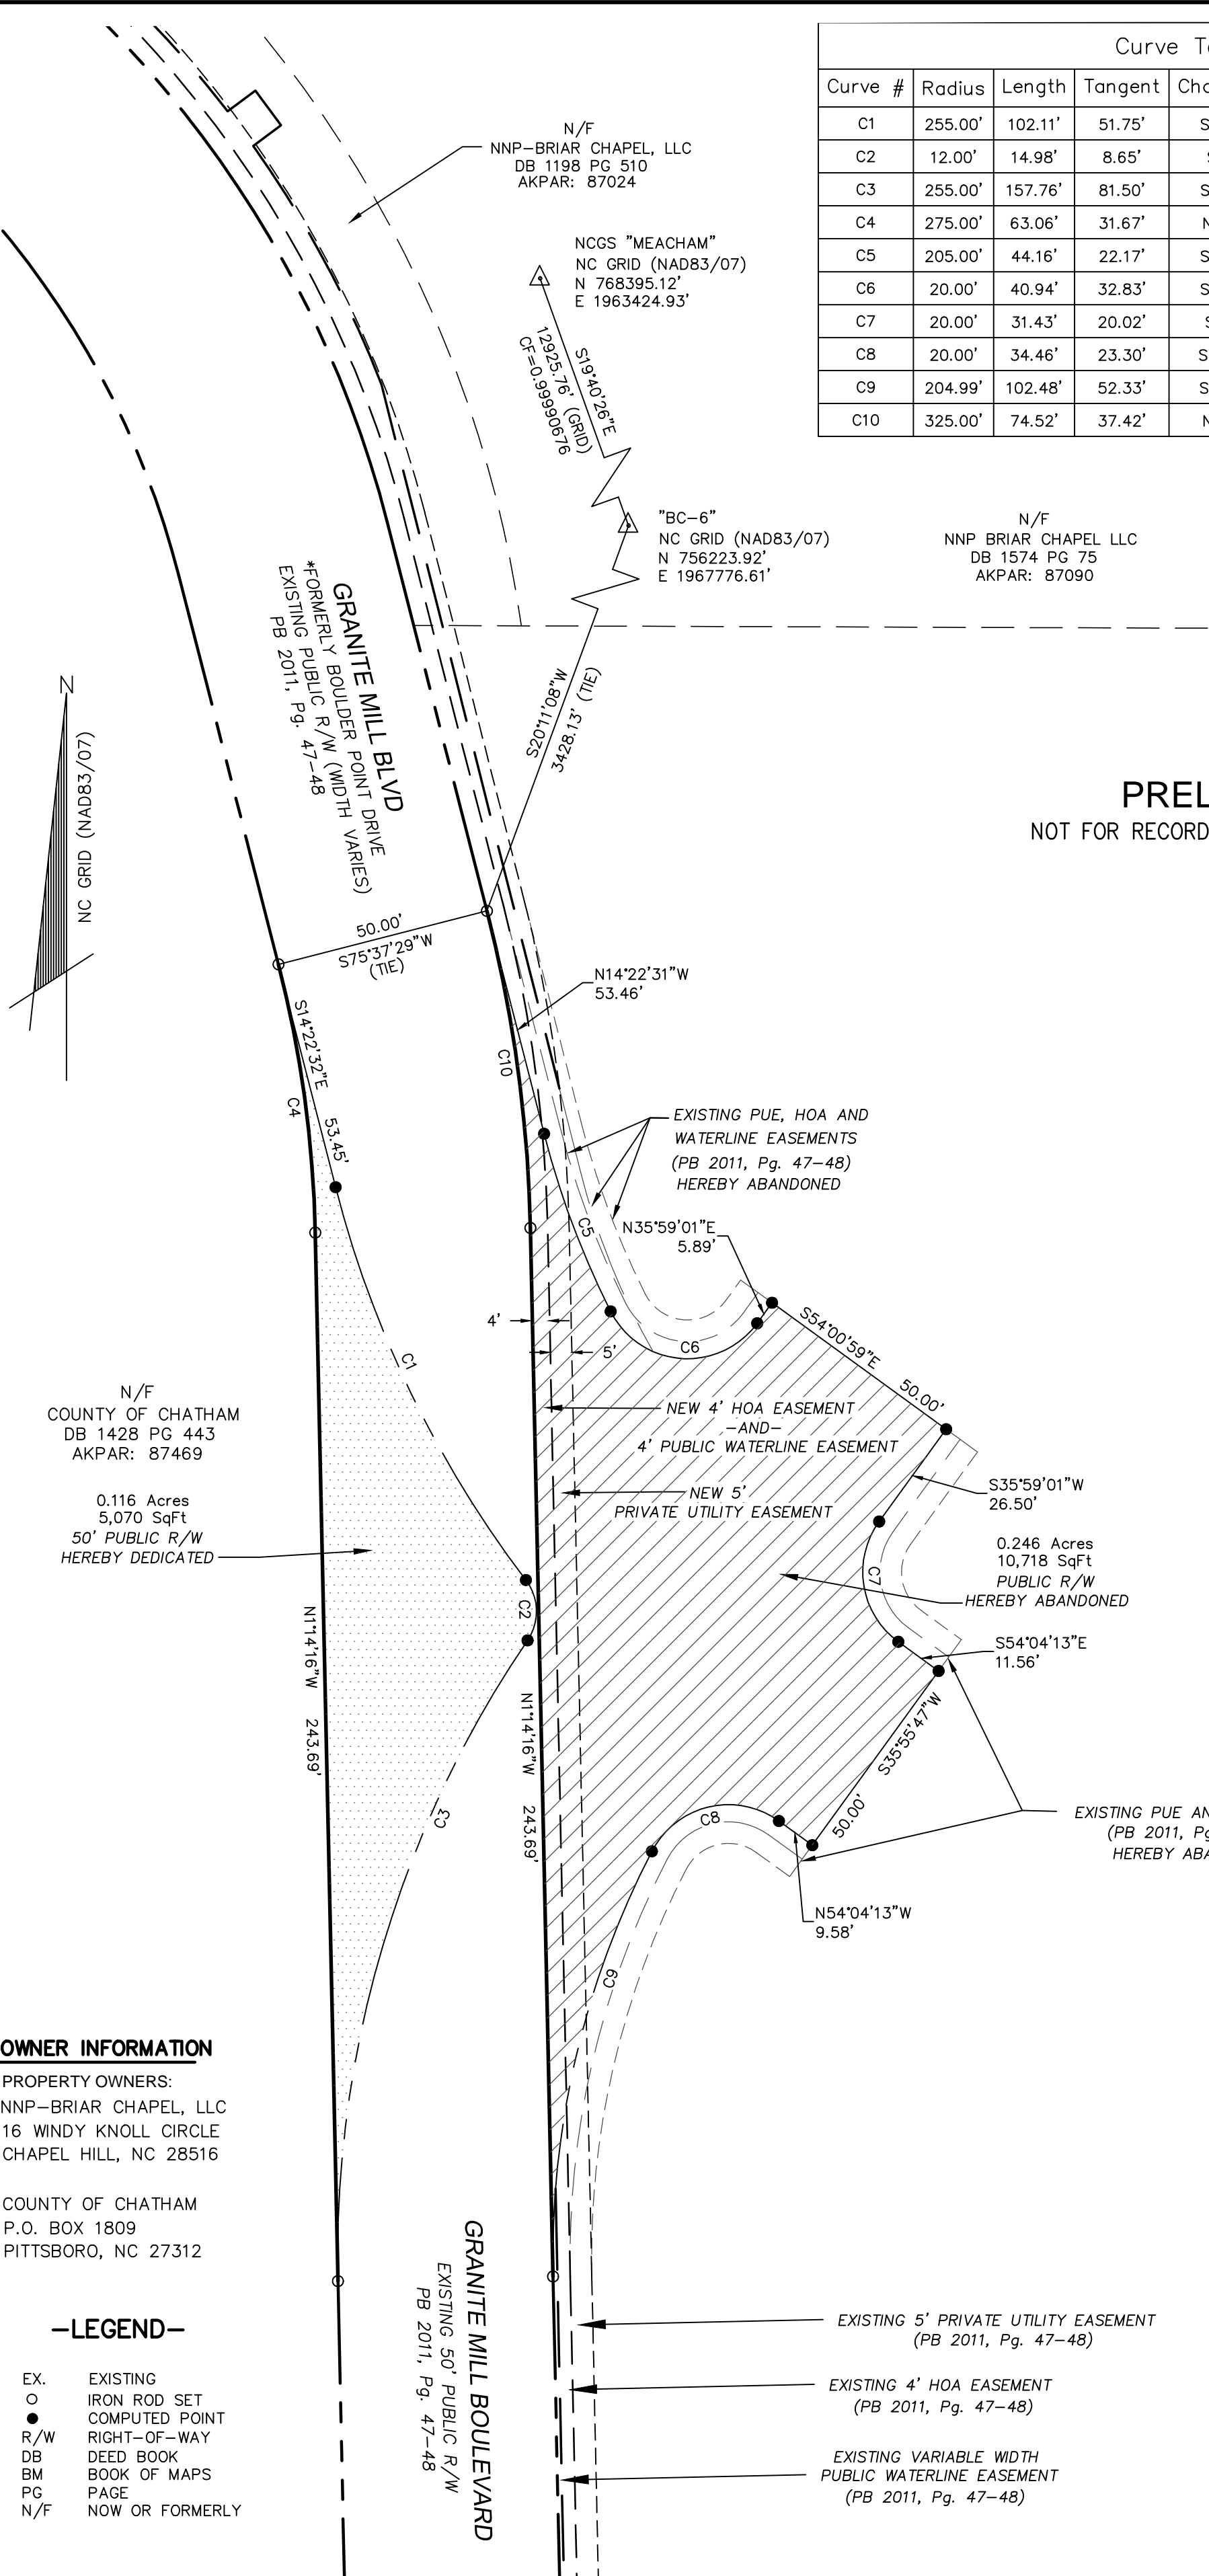 Curve
Curve # Radius Length Tangent
C1 255.00' 102.11' 51.75' S
C2 12.00' 14.98' 8.65'
C3 255.00' 157.76' 81.50' S
C4 275.00' 63.06' 31.67' N
C5 205.00' 44.16' 22.17' S
C6 20.00' 40.94' 32.83' S
C7 20.00' 31.43' 20.02'
C8 20.00' 34.46' 23.30' S
C9 204.99' 102.48' 52.33' S
C10 325.00' 74.52' 37.42' N
N/F
NNP-BRIAR CHAPEL, LLC
DB 1198 PG 510
AKPAR: 87024
NCGS "MEACHAM"
NC GRID (NAD83/07)
N 768395.12'
E 1963424.93'
S19°40'26"E
12925.76' (GRID)
CF=0.99990676
"BC-6"
NC GRID (NAD83/07)
N 756223.92'
E 1967776.61'
N/F
NNP BRIAR CHAPEL LLC
DB 1574 PG 75
AKPAR: 87090
GRANITE MILL BLVD
*FORMERLY BOULDER POINT DRIVE
EXISTING PUBLIC R/W (WIDTH VARIES)
PB 2011, Pg. 47-48
S20°11'08"W
3428.13' (TIE)
N
NC GRID (NAD83/07)
PREL
NOT FOR RECORD
50.00'
S75°37'29"W
(TIE)
N14°22'31"W
53.46'
S14°22'32"E
53.45'
C4
C10
EXISTING PUE, HOA AND
WATERLINE EASEMENTS
(PB 2011, Pg. 47-48)
HEREBY ABANDONED
C5
N35°59'01"E
5.89'
4'
5'
C6
S54°00'59"E
50.00'
C1
N/F
COUNTY OF CHATHAM
DB 1428 PG 443
AKPAR: 87469
NEW 4' HOA EASEMENT
-AND-
4' PUBLIC WATERLINE EASEMENT
NEW 5'
PRIVATE UTILITY EASEMENT
S35°59'01"W
26.50'
0.116 Acres
5,070 SqFt
50' PUBLIC R/W
HEREBY DEDICATED
0.246 Acres
10,718 SqFt
PUBLIC R/W
HEREBY ABANDONED
C7
C2
S54°04'13"E
11.56'
N1°14'16"W
243.69'
N1°14'16"W
243.69'
S35°55'47"W
50.00'
C3
C8
EXISTING PUE
(PB 2011,
HEREBY
N54°04'13"W
9.58'
C9
OWNER INFORMATION
PROPERTY OWNERS:
NNP-BRIAR CHAPEL, LLC
16 WINDY KNOLL CIRCLE
CHAPEL HILL, NC 28516
COUNTY OF CHATHAM
P.O. BOX 1809
PITTSBORO, NC 27312
GRANITE MILL BOULEVARD
EXISTING 50' PUBLIC R/W
PB 2011, Pg. 47-48
EXISTING 5' PRIVATE UTILITY EASEMENT
(PB 2011, Pg. 47-48)
EXISTING 4' HOA EASEMENT
(PB 2011, Pg. 47-48)
EXISTING VARIABLE WIDTH
PUBLIC WATERLINE EASEMENT
(PB 2011, Pg. 47-48)
-LEGEND-
EX. EXISTING
IRON ROD SET
COMPUTED POINT
R/W RIGHT-OF-WAY
DB DEED BOOK
BM BOOK OF MAPS
PG PAGE
N/F NOW OR FORMERLY